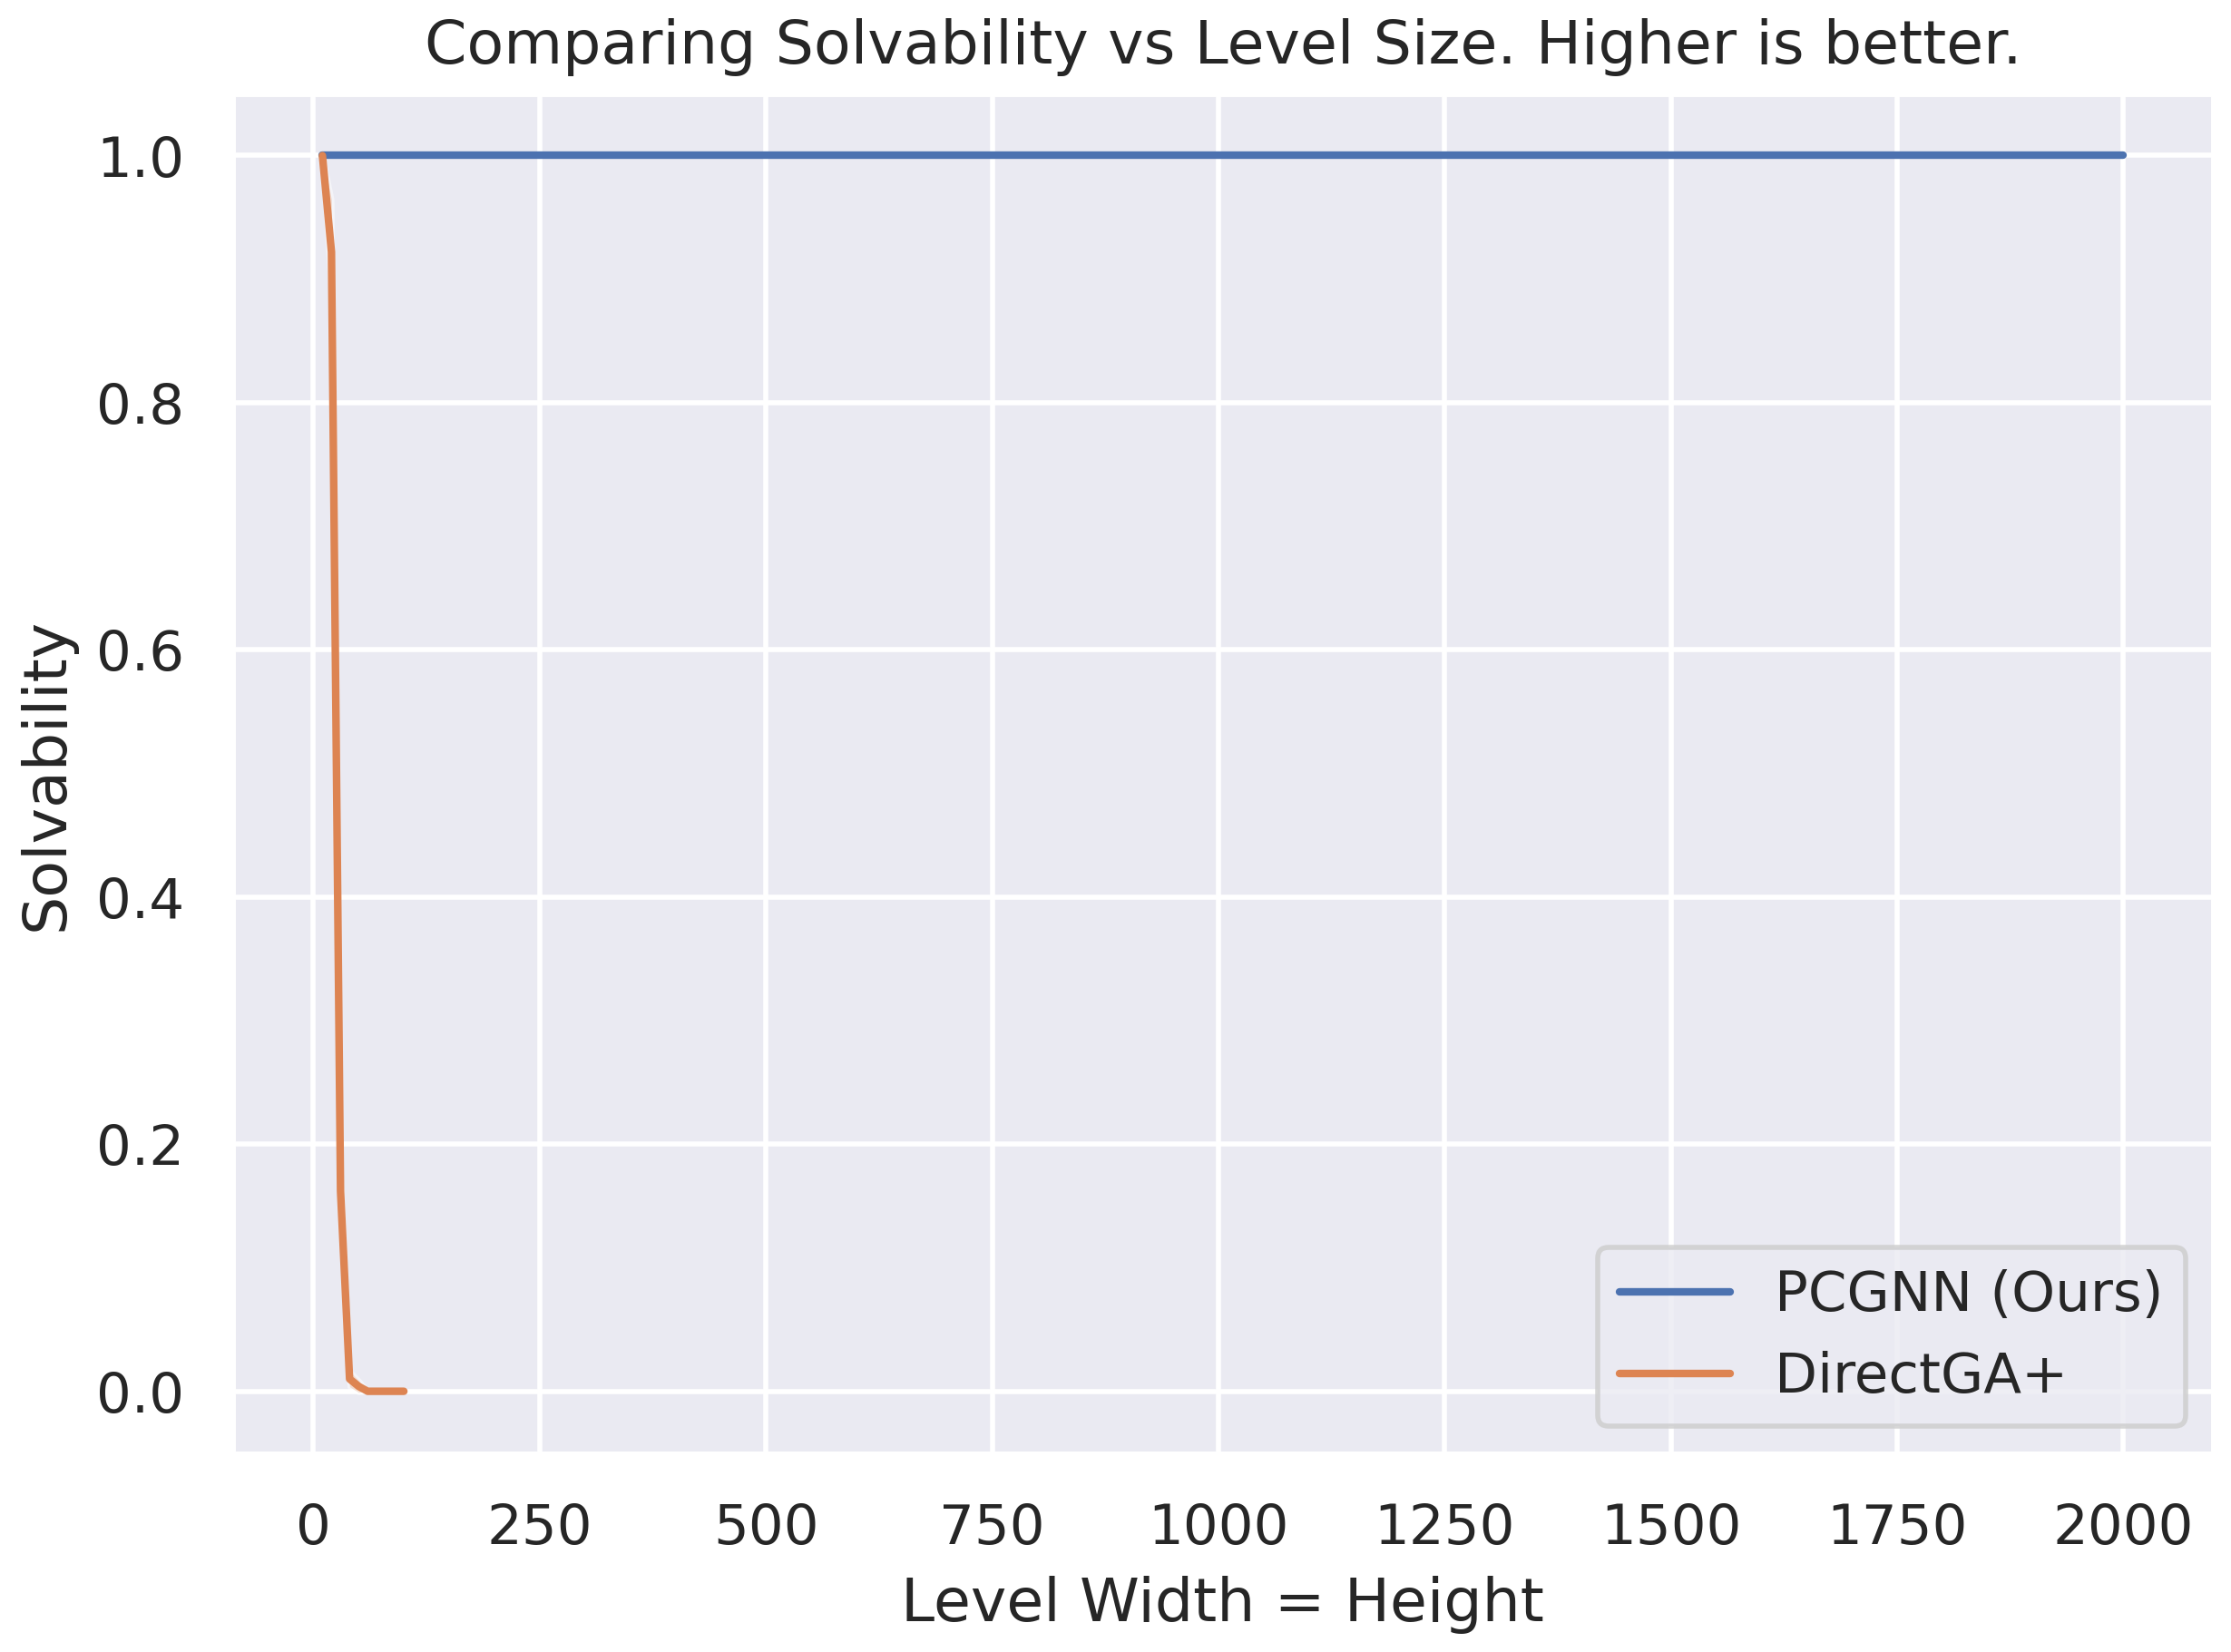 Comparing Solvability vs Level Size. Higher is better.
1.0
0.8
0.6
0.4
0.2
0.0
Solvability
0 250 500 750 1000 1250 1500 1750 2000
Level Width = Height
PCGNN (Ours)
DirectGA+